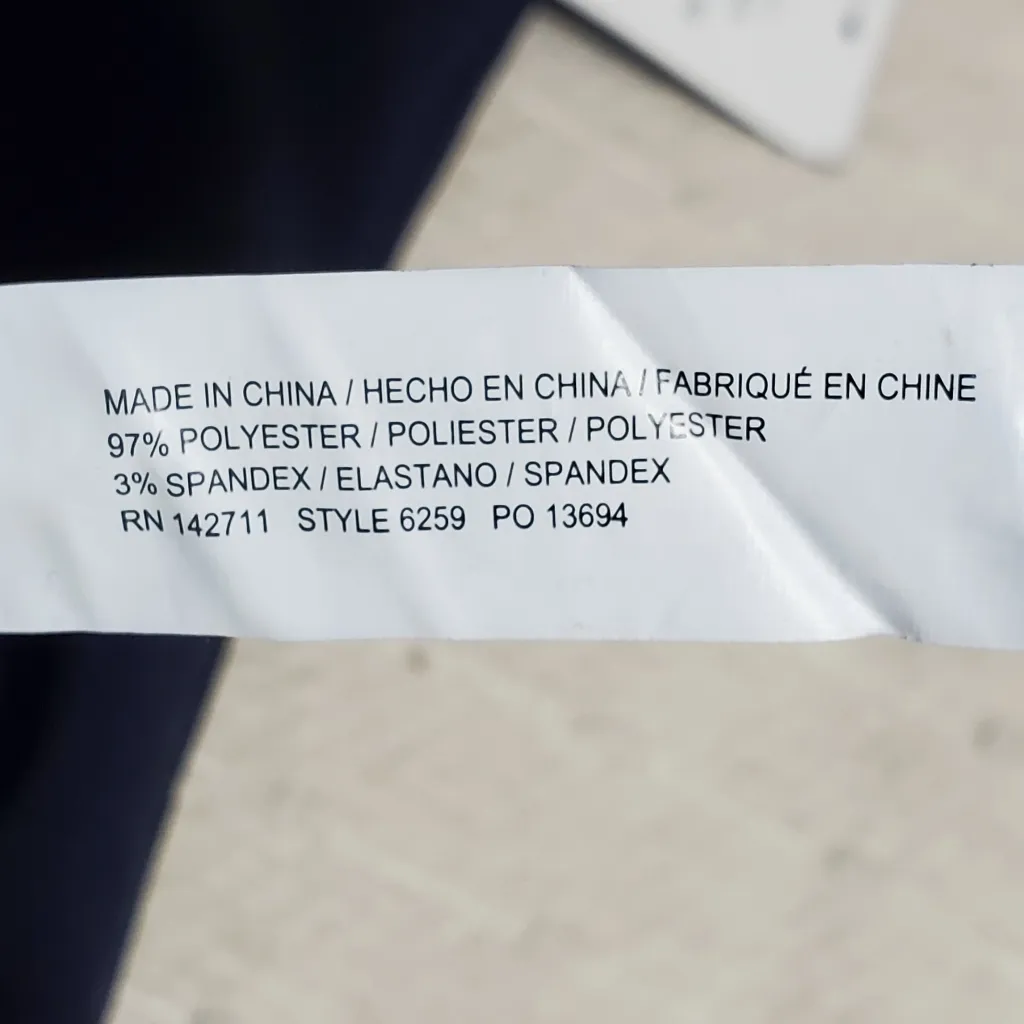 MADE IN CHINA / HECHO EN CHINA / FABRIQUÉ EN CHINE
97% POLYESTER / POLIESTER / POLYESTER
3% SPANDEX / ELASTANO / SPANDEX
RN 142711 STYLE 6259 PO 13694